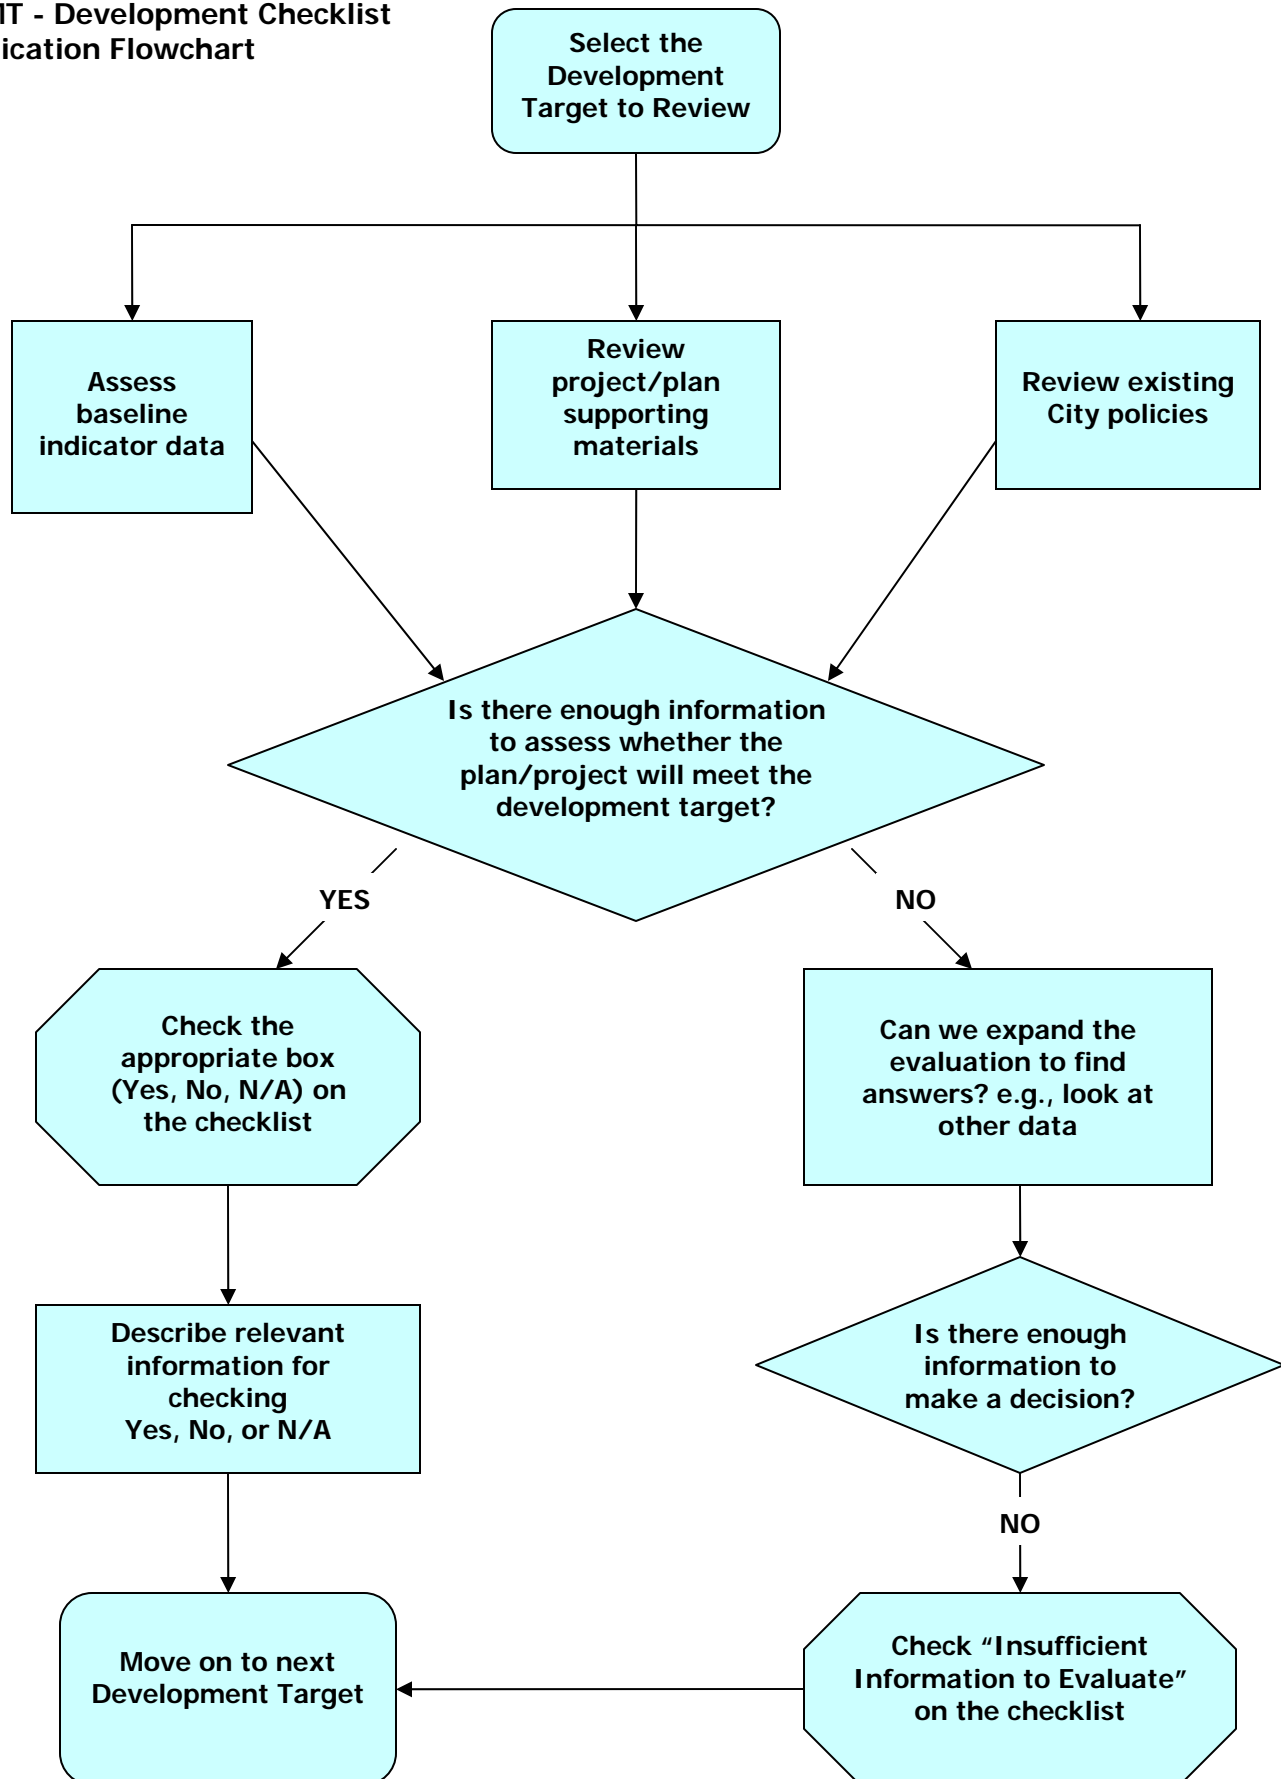 - Development Checklist
Flowchart
Select the
Development
Target to Review
Assess
baseline
indicator data
Review
project/plan
supporting
materials
Review existing
City policies
Is there enough information
to assess whether the
plan/project will meet the
development target?
YES
NO
Check the
appropriate box
(Yes, No, N/A) on
the checklist
Can we expand the
evaluation to find
answers? e.g., look at
other data
Describe relevant
information for
checking
Yes, No, or N/A
Is there enough
information to
make a decision?
NO
Move on to next
Development Target
Check “Insufficient
Information to Evaluate”
on the checklist